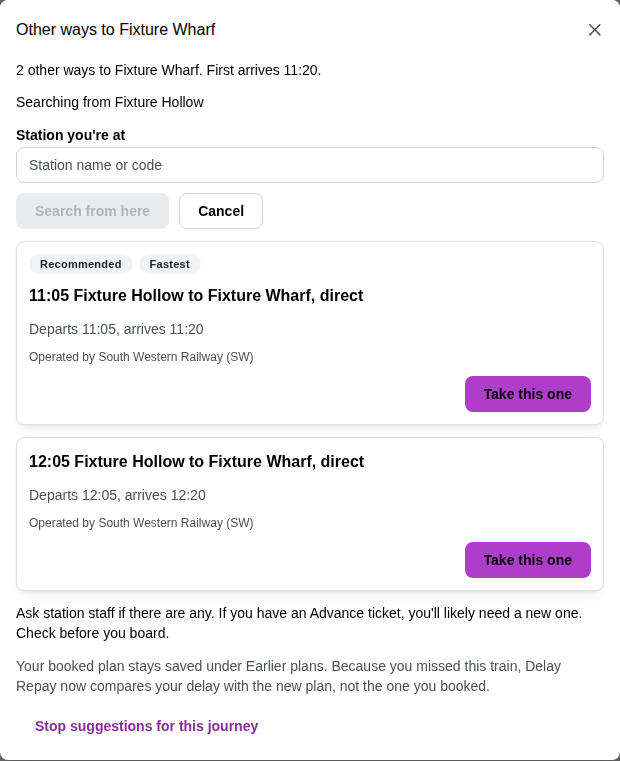 Other ways to Fixture Wharf
2 other ways to Fixture Wharf. First arrives 11:20.
Searching from Fixture Hollow
Station you're at
Station name or code
Search from here
Cancel
Recommended
Fastest
11:05 Fixture Hollow to Fixture Wharf, direct
Departs 11:05, arrives 11:20
Operated by South Western Railway (SW)
Take this one
12:05 Fixture Hollow to Fixture Wharf, direct
Departs 12:05, arrives 12:20
Operated by South Western Railway (SW)
Take this one
Ask station staff if there are any. If you have an Advance ticket, you'll likely need a new one.
Check before you board.
Your booked plan stays saved under Earlier plans. Because you missed this train, Delay
Repay now compares your delay with the new plan, not the one you booked.
Stop suggestions for this journey